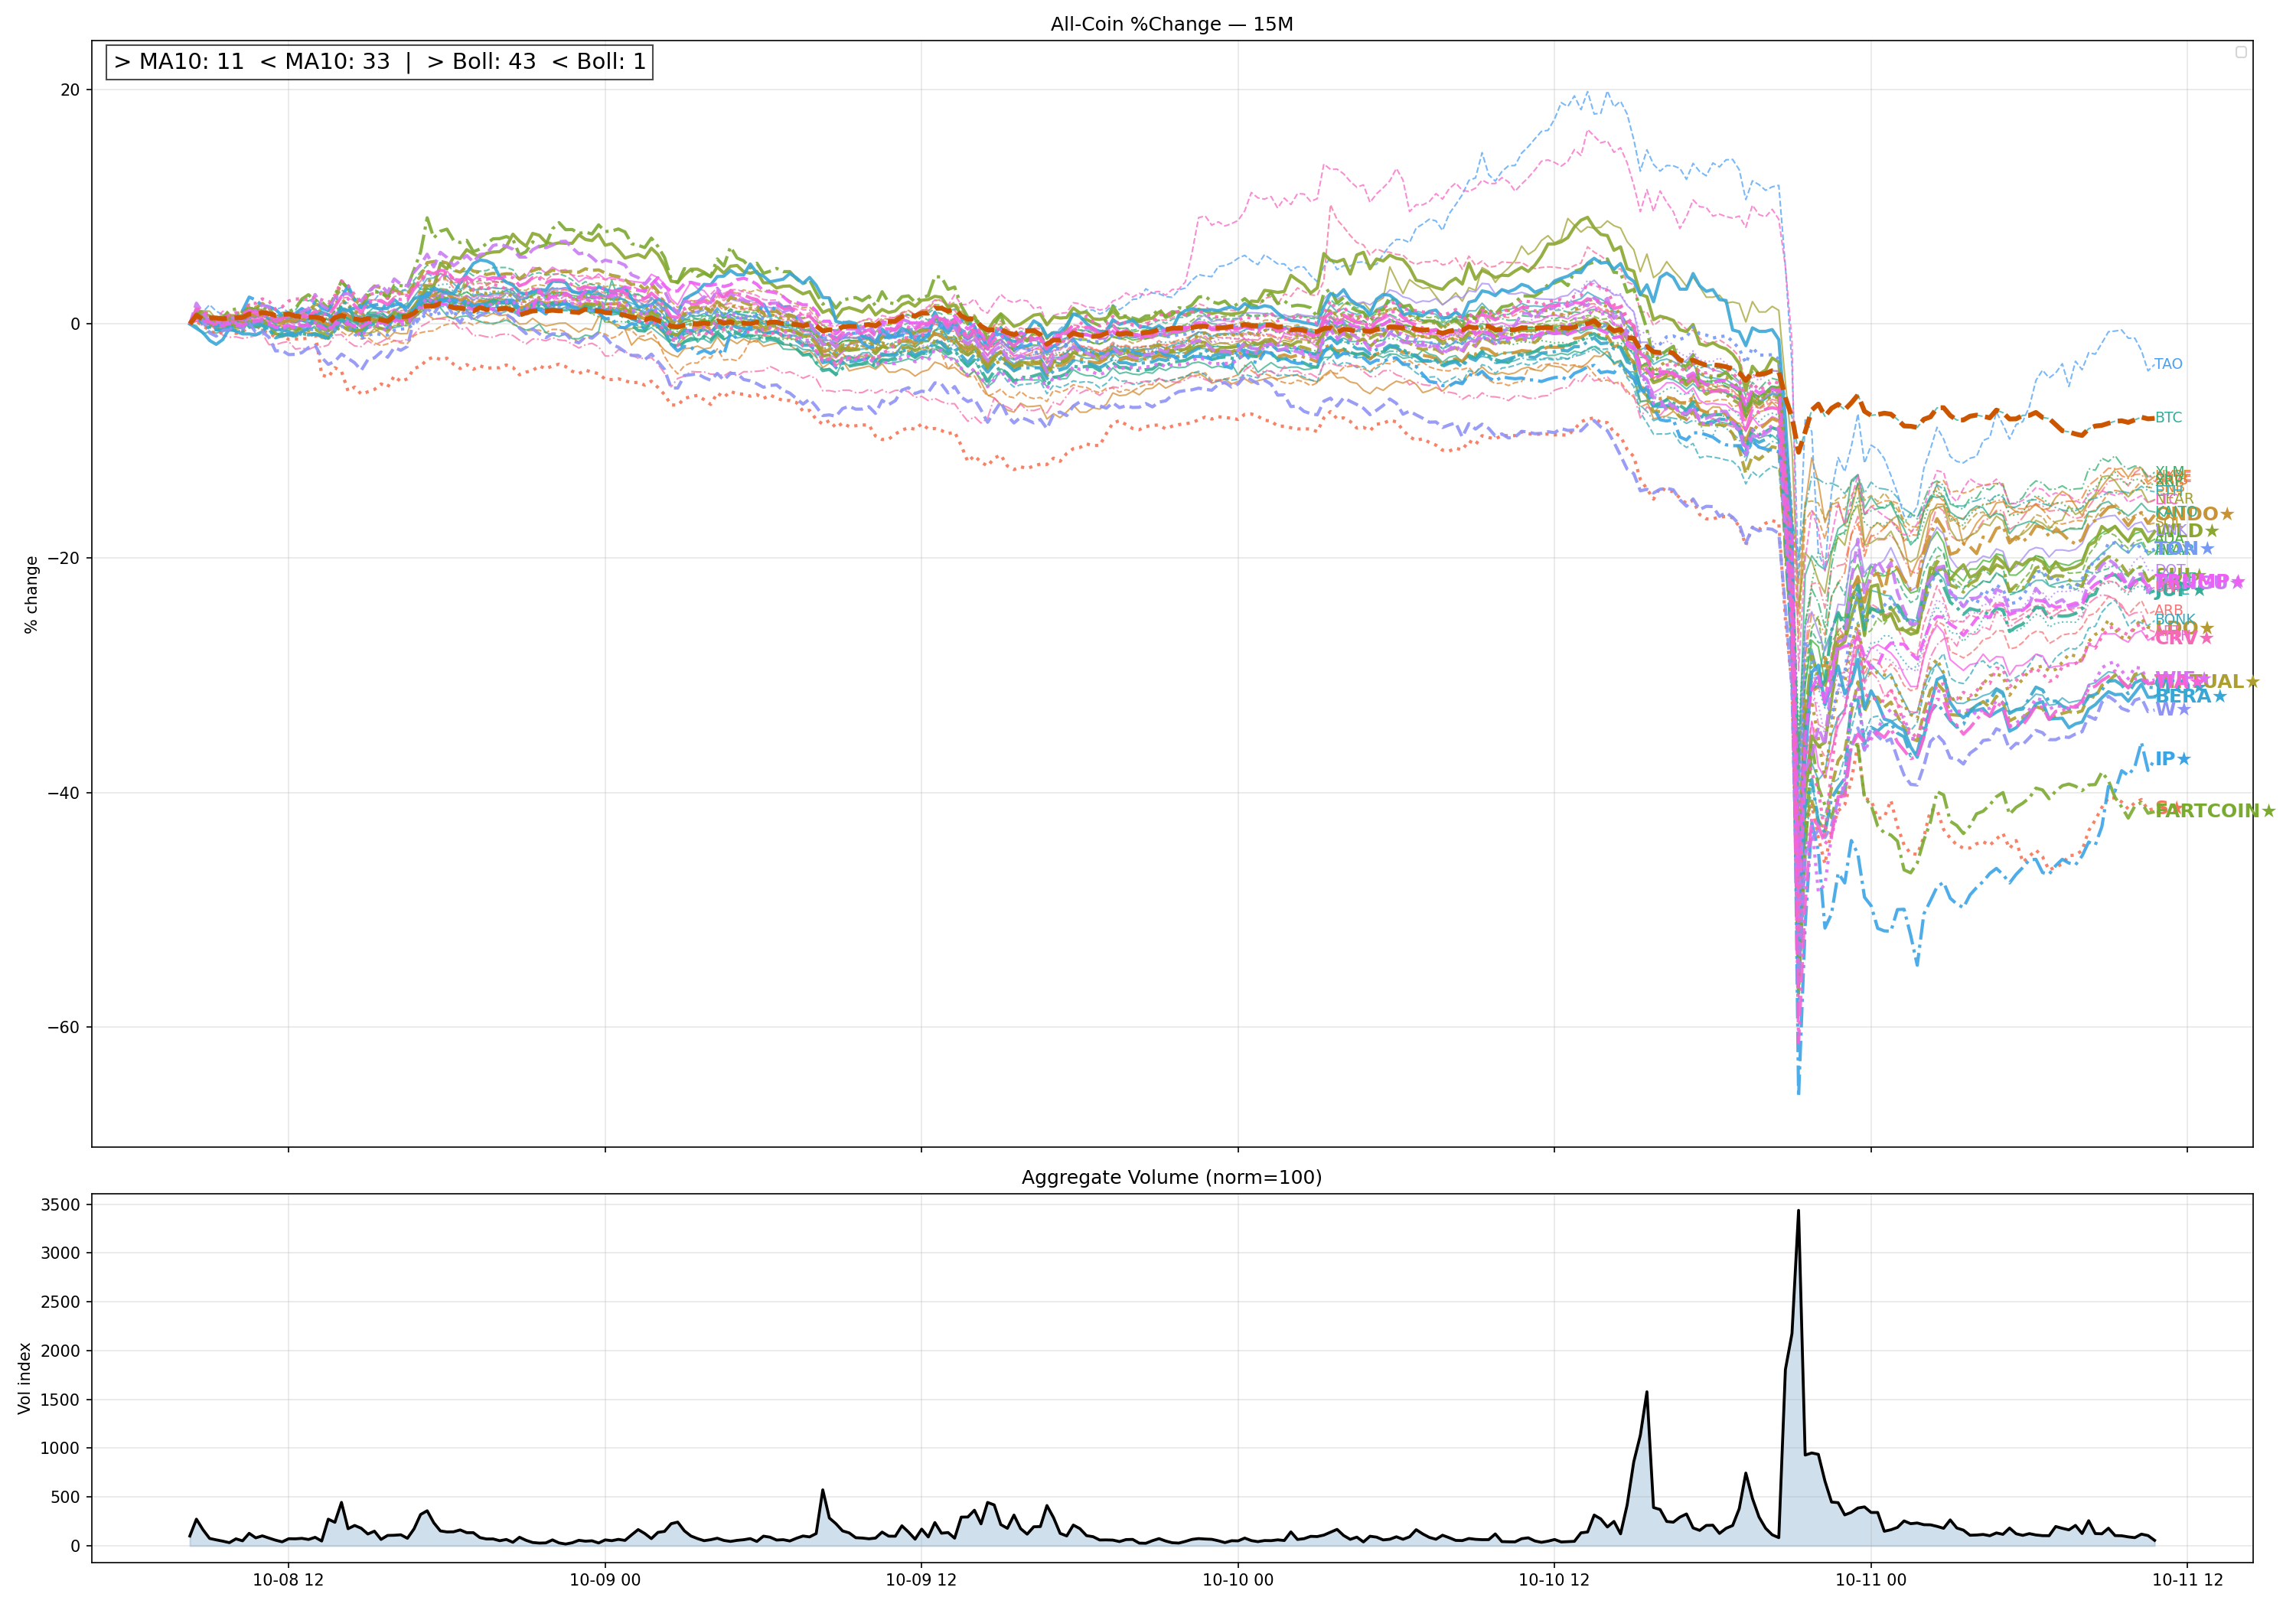 All-Coin %Change — 15M
> MA10: 11  < MA10: 33  |  > Boll: 43  < Boll: 1
20
0
−20
−40
−60
% change
TAO
BTC
XLM
NEAR
ONDO★
WLD★
TON★
DOT
JUP★
ARB
BONK
LDO★
CRV★
BERA★
W★
IP★
FARTCOIN★
Aggregate Volume (norm=100)
3500
3000
2500
2000
1500
1000
500
0
Vol index
10-08 12
10-09 00
10-09 12
10-10 00
10-10 12
10-11 00
10-11 12